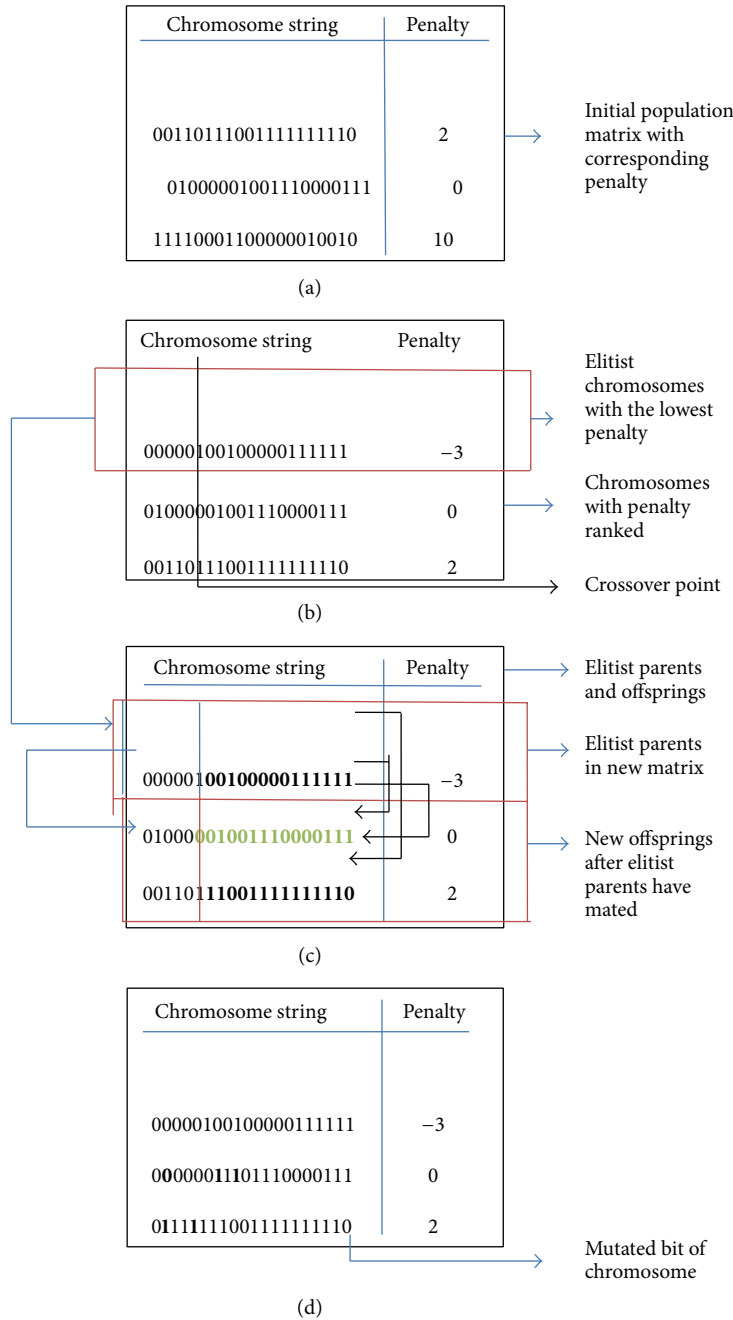 Chromosome string Penalty
00110111001111111110 2
01000001001110000111 0
11110001100000010010 10
Initial population
matrix with
corresponding
penalty
(a)
Chromosome string Penalty
00000100100000111111 −3
01000001001110000111 0
00110111001111111110 2
Elitist
chromosomes
with the lowest
penalty
Chromosomes
with penalty
ranked
Crossover point
(b)
Chromosome string Penalty
00000100100000111111 −3
01000001001110000111 0
00110111001111111110 2
Elitist parents
and offsprings
Elitist parents
in new matrix
New offsprings
after elitist
parents have
mated
(c)
Chromosome string Penalty
00000100100000111111 −3
00000011101110000111 0
01111111001111111110 2
Mutated bit of
chromosome
(d)